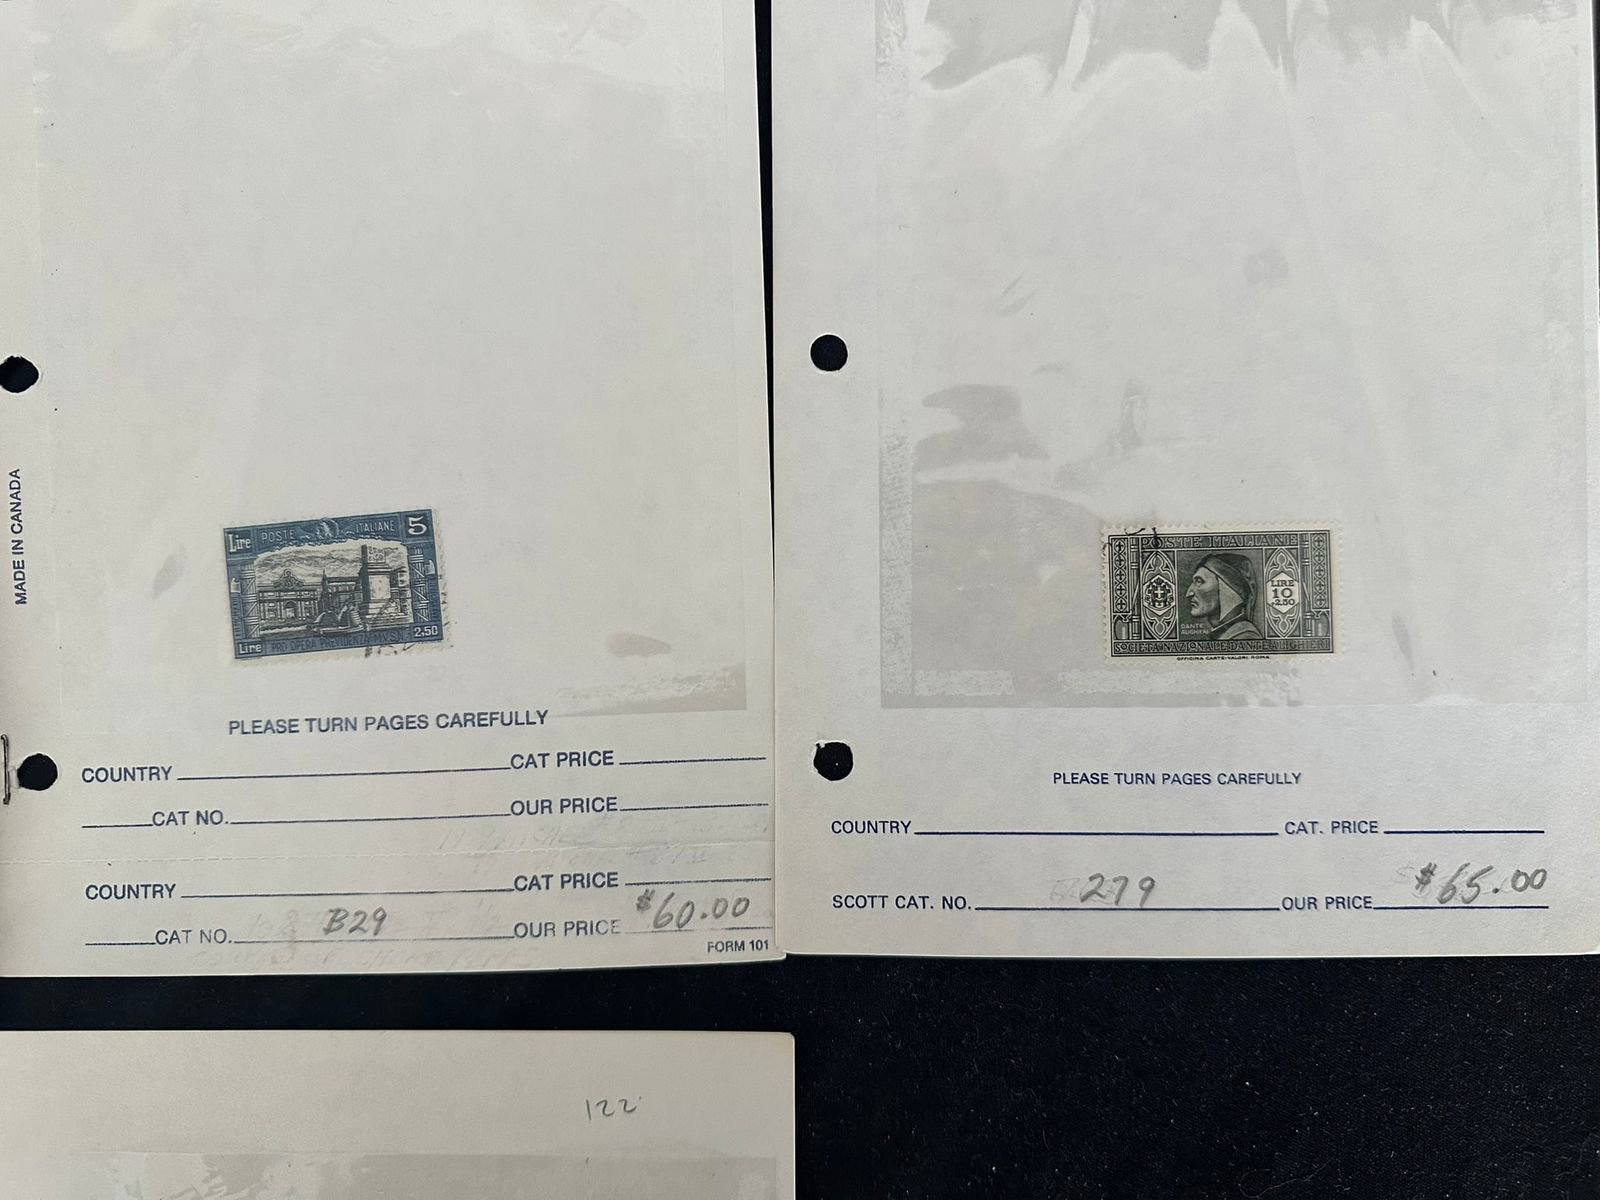 MADE IN CANADA
Lire POSTE ITALIANE 5
Lire PRO OPERA PREVIDENZA M.V.S.N. 2,50
PLEASE TURN PAGES CAREFULLY
COUNTRY CAT PRICE
CAT NO. OUR PRICE
COUNTRY CAT PRICE
CAT NO. B29 OUR PRICE $60.00
FORM 101
POSTE ITALIANE
LIRE
10
+2.50
DANTE
ALIGHIERI
SOCIETA NAZIONALE DANTE ALIGHIERI
OFFICINA CARTE-VALORI ROMA
PLEASE TURN PAGES CAREFULLY
COUNTRY CAT. PRICE
SCOTT CAT. NO. 279 OUR PRICE $65.00
122